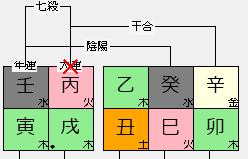 七殺
干合
陰陽
年運 大運
壬水 丙火 乙木 癸水 辛金
寅木 戌木 丑土 巳火 卯木